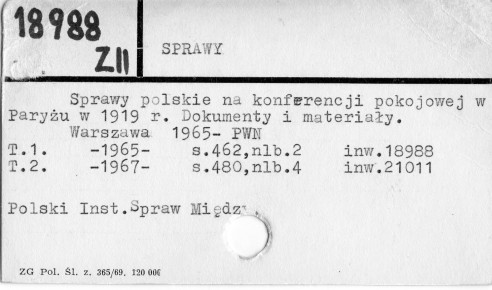 18988
ZII
SPRAWY
Sprawy polskie na konferencji pokojowej w
Paryżu w 1919 r. Dokumenty i materiały.
Warszawa 1965- PWN
T.1. -1965- s.462,nlb.2 inw.18988
T.2. -1967- s.480,nlb.4 inw.21011
Polski Inst.Spraw Międz
ZG Pol. Śl. z. 365/69. 120 000